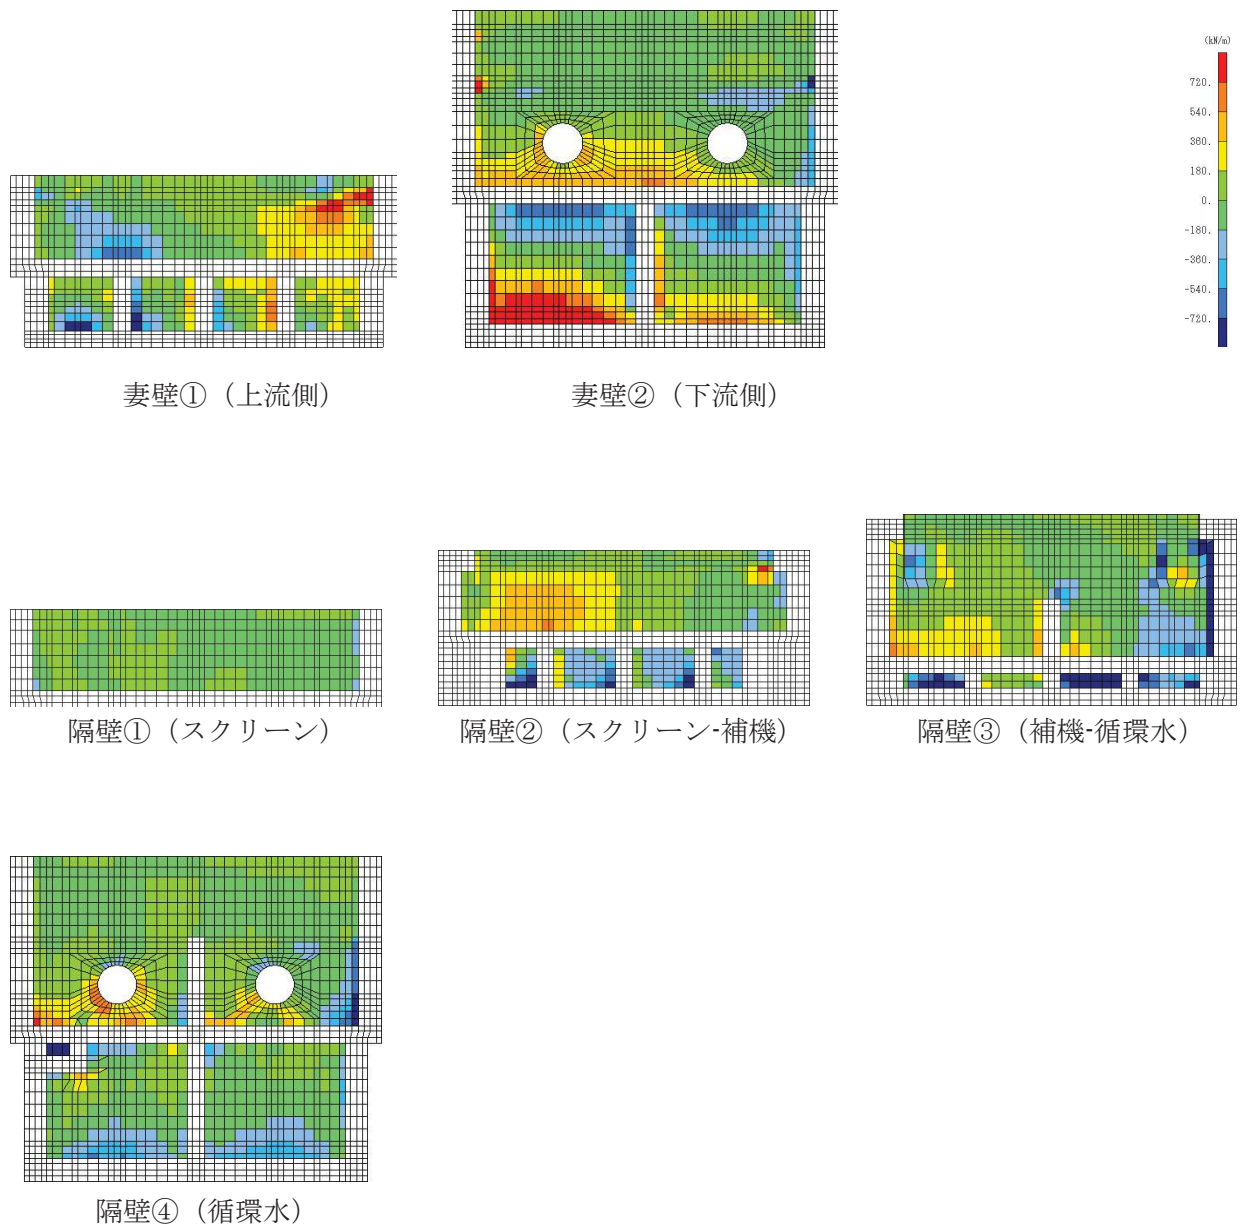 (kN/m)
720.
540.
360.
180.
0.
-180.
-360.
-540.
-720.
妻壁①（上流側）
妻壁②（下流側）
隔壁①（スクリーン）
隔壁②（スクリーン-補機）
隔壁③（補機-循環水）
隔壁④（循環水）